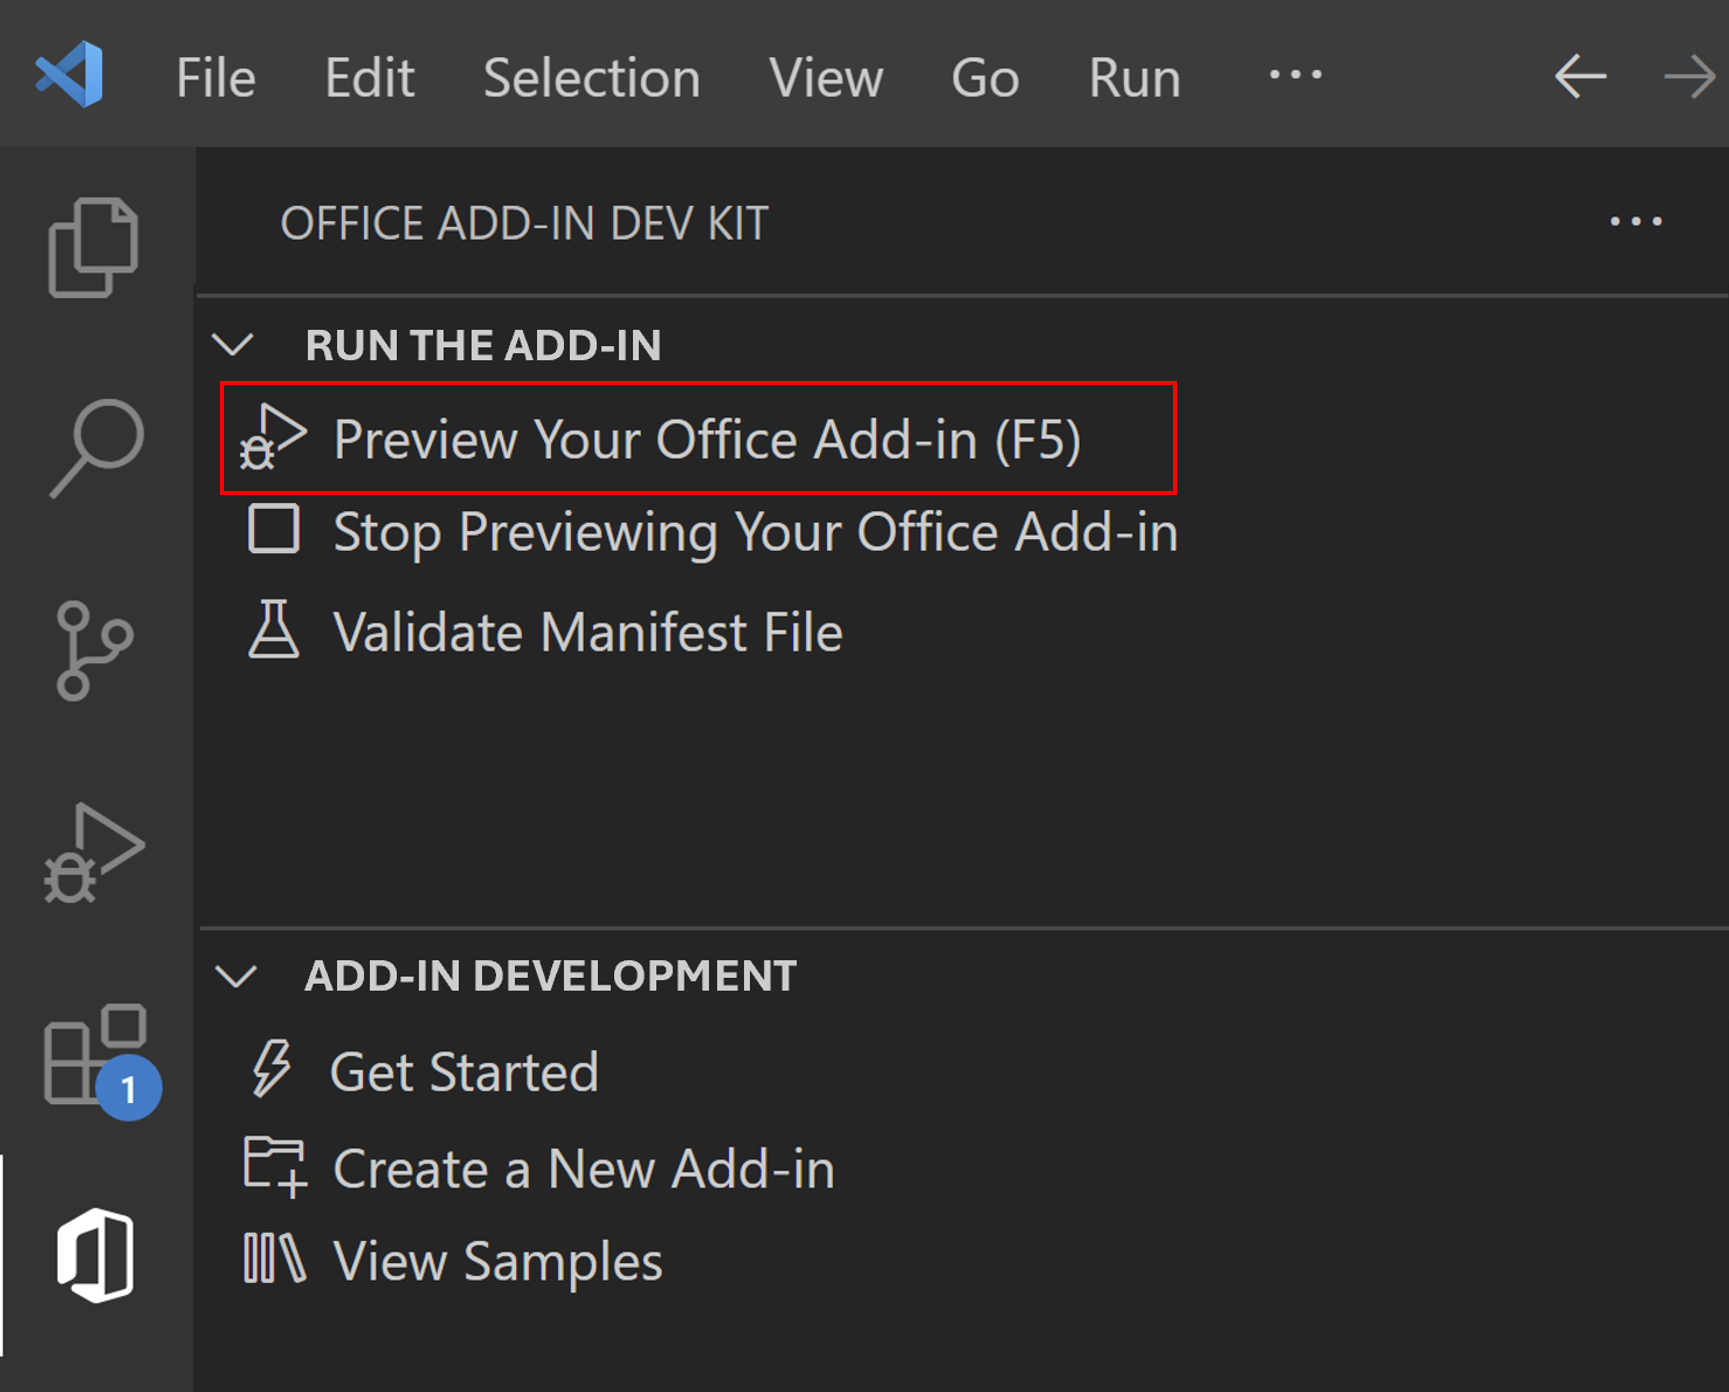 File Edit Selection View Go Run ...
OFFICE ADD-IN DEV KIT ...
RUN THE ADD-IN
Preview Your Office Add-in (F5)
Stop Previewing Your Office Add-in
Validate Manifest File
ADD-IN DEVELOPMENT
Get Started
1
Create a New Add-in
View Samples